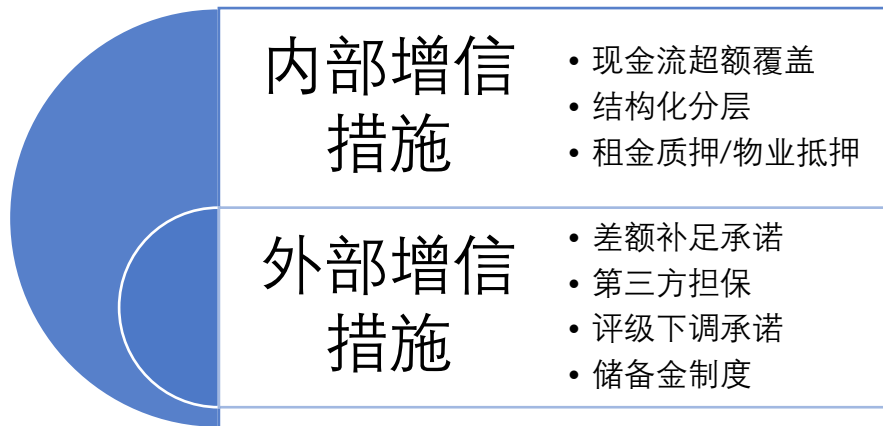 内部增信
措施
• 现金流超额覆盖
• 结构化分层
• 租金质押/物业抵押
外部增信
措施
• 差额补足承诺
• 第三方担保
• 评级下调承诺
• 储备金制度